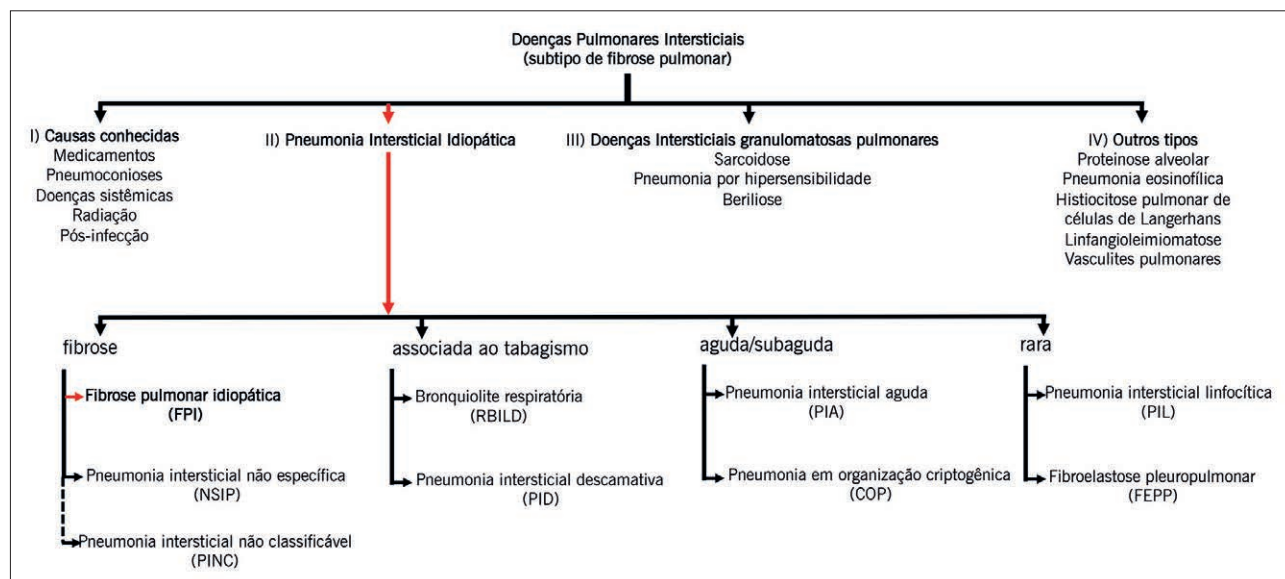 Doenças Pulmonares Intersticiais
(subtipo de fibrose pulmonar)
I) Causas conhecidas
Medicamentos
Pneumoconioses
Doenças sistêmicas
Radiação
Pós-infecção
II) Pneumonia Intersticial Idiopática
III) Doenças Intersticiais granulomatosas pulmonares
Sarcoidose
Pneumonia por hipersensibilidade
Beriliose
IV) Outros tipos
Proteinose alveolar
Pneumonia eosinofílica
Histiocitose pulmonar de
células de Langerhans
Linfangioleimiomatose
Vasculites pulmonares
fibrose
Fibrose pulmonar idiopática
(FPI)
Pneumonia intersticial não específica
(NSIP)
Pneumonia intersticial não classificável
(PINC)
associada ao tabagismo
Bronquiolite respiratória
(RBILD)
Pneumonia intersticial descamativa
(PID)
aguda/subaguda
Pneumonia intersticial aguda
(PIA)
Pneumonia em organização criptogênica
(COP)
rara
Pneumonia intersticial linfocítica
(PIL)
Fibroelastose pleuropulmonar
(FEPP)